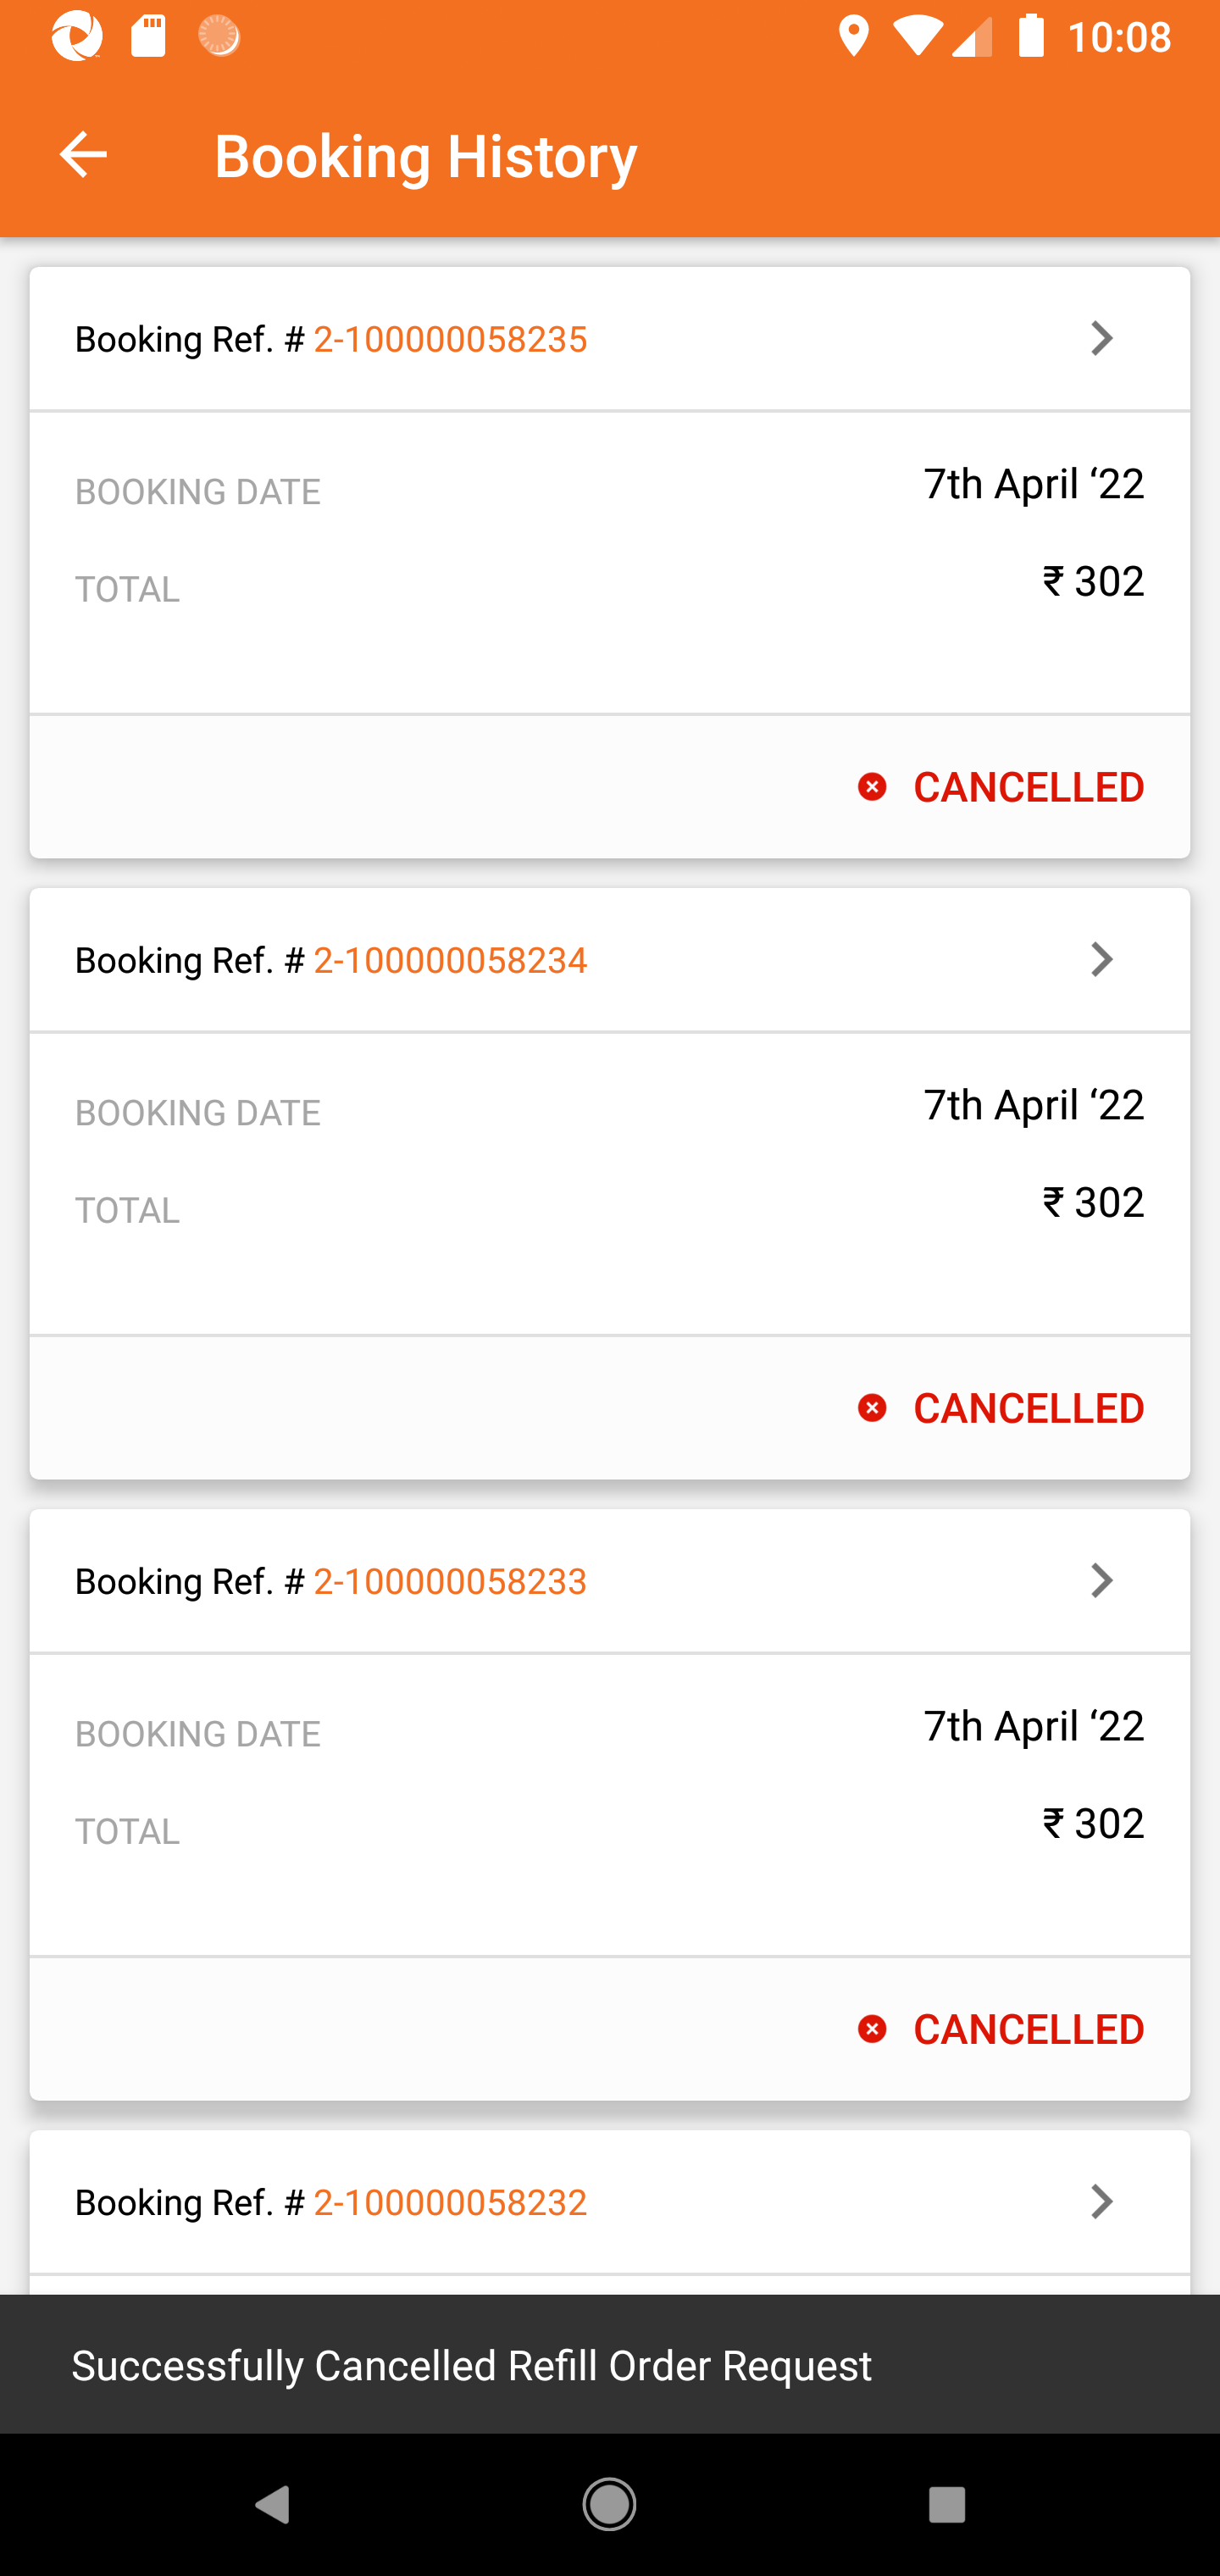 10:08
Booking History
Booking Ref. # 2-100000058235
BOOKING DATE 7th April ‘22
TOTAL ₹ 302
CANCELLED
Booking Ref. # 2-100000058234
BOOKING DATE 7th April ‘22
TOTAL ₹ 302
CANCELLED
Booking Ref. # 2-100000058233
BOOKING DATE 7th April ‘22
TOTAL ₹ 302
CANCELLED
Booking Ref. # 2-100000058232
Successfully Cancelled Refill Order Request